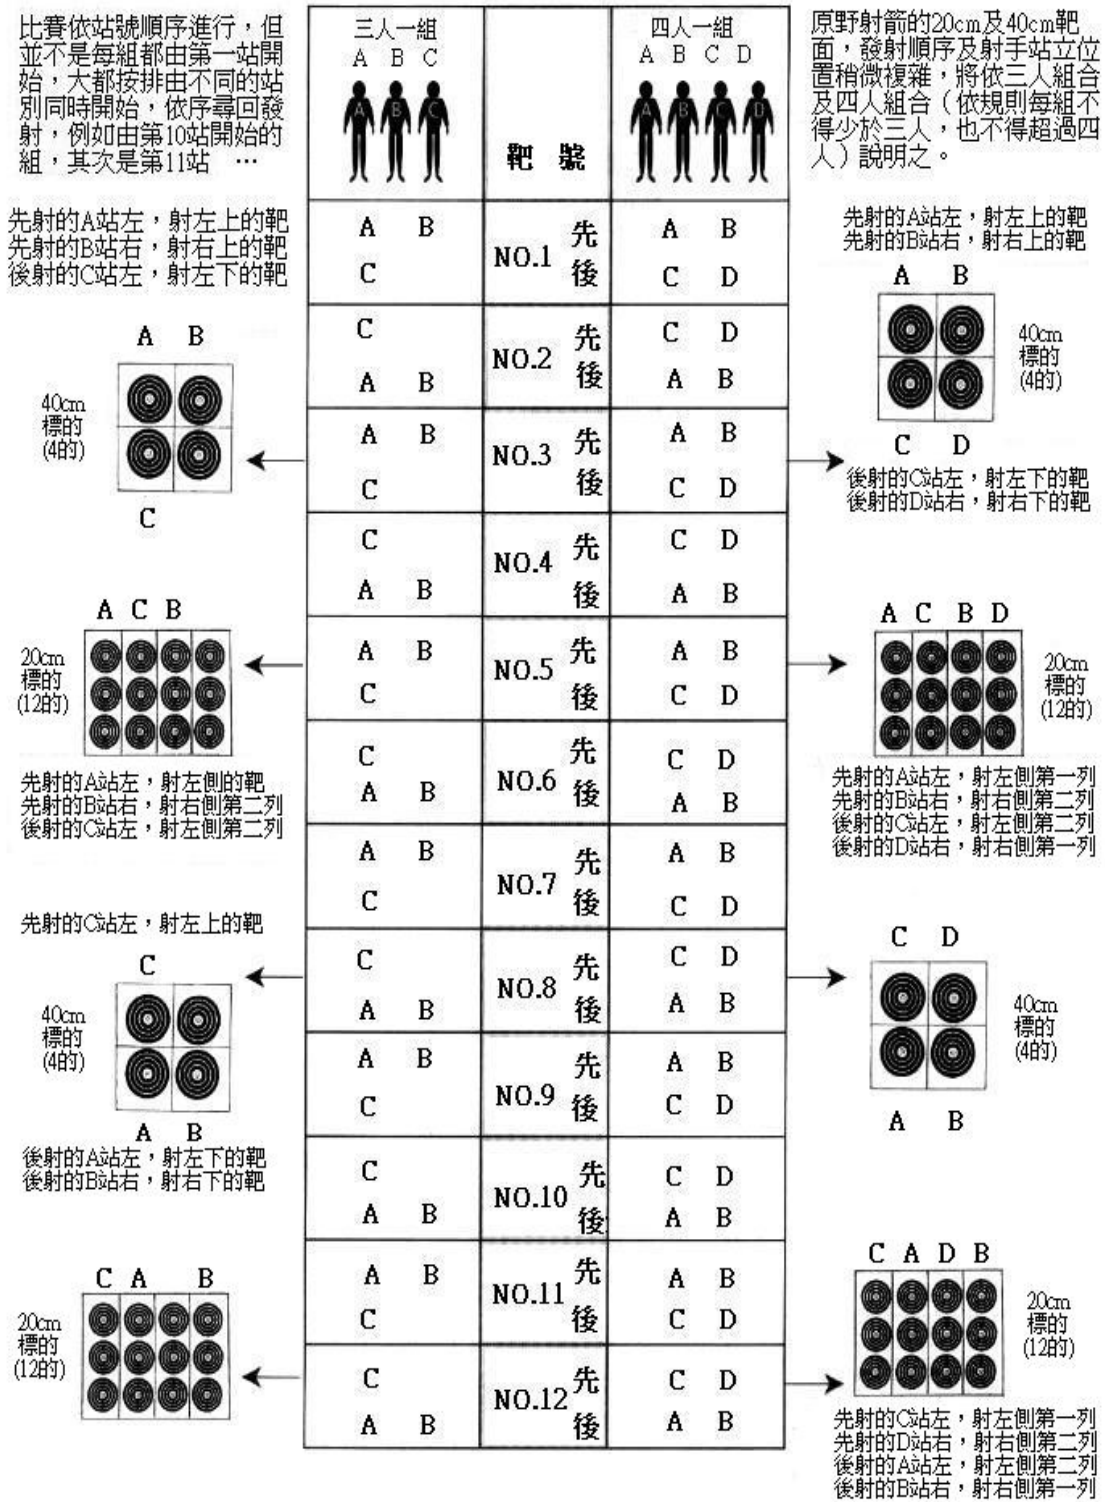 比賽依站號順序進行，但
並不是每組都由第一站開
始，大都按排由不同的站
別同時開始，依序尋回發
射，例如由第10站開始的
組，其次是第11站　…
三人一組
A B C
A B C
靶 號
四人一組
A B C D
A B C D
原野射箭的20cm及40cm靶
面，發射順序及射手站立位
置稍微複雜，將依三人組合
及四人組合（依規則每組不
得少於三人，也不得超過四
人）說明之。
先射的A站左，射左上的靶
先射的B站右，射右上的靶
後射的C站左，射左下的靶
A B
40cm
標的
(4的)
C
A C B
20cm
標的
(12的)
先射的A站左，射左側的靶
先射的B站右，射右側第二列
後射的C站左，射左側第二列
先射的C站左，射左上的靶
C
40cm
標的
(4的)
A B
後射的A站左，射左下的靶
後射的B站右，射右下的靶
C A B
20cm
標的
(12的)
A B NO.1 先 A B
C 後 C D
C NO.2 先 C D
A B 後 A B
A B NO.3 先 A B
C 後 C D
C NO.4 先 C D
A B 後 A B
A B NO.5 先 A B
C 後 C D
C NO.6 先 C D
A B 後 A B
A B NO.7 先 A B
C 後 C D
C NO.8 先 C D
A B 後 A B
A B NO.9 先 A B
C 後 C D
C NO.10 先 C D
A B 後 A B
A B NO.11 先 A B
C 後 C D
C NO.12 先 C D
A B 後 A B
先射的A站左，射左上的靶
先射的B站右，射右上的靶
A B
40cm
標的
(4的)
C D
後射的C站左，射左下的靶
後射的D站右，射右下的靶
A C B D
20cm
標的
(12的)
先射的A站左，射左側第一列
先射的B站右，射右側第二列
後射的C站左，射左側第二列
後射的D站右，射右側第一列
C D
40cm
標的
(4的)
A B
C A D B
20cm
標的
(12的)
先射的C站左，射左側第一列
先射的D站右，射右側第二列
後射的A站左，射左側第二列
後射的B站右，射右側第一列